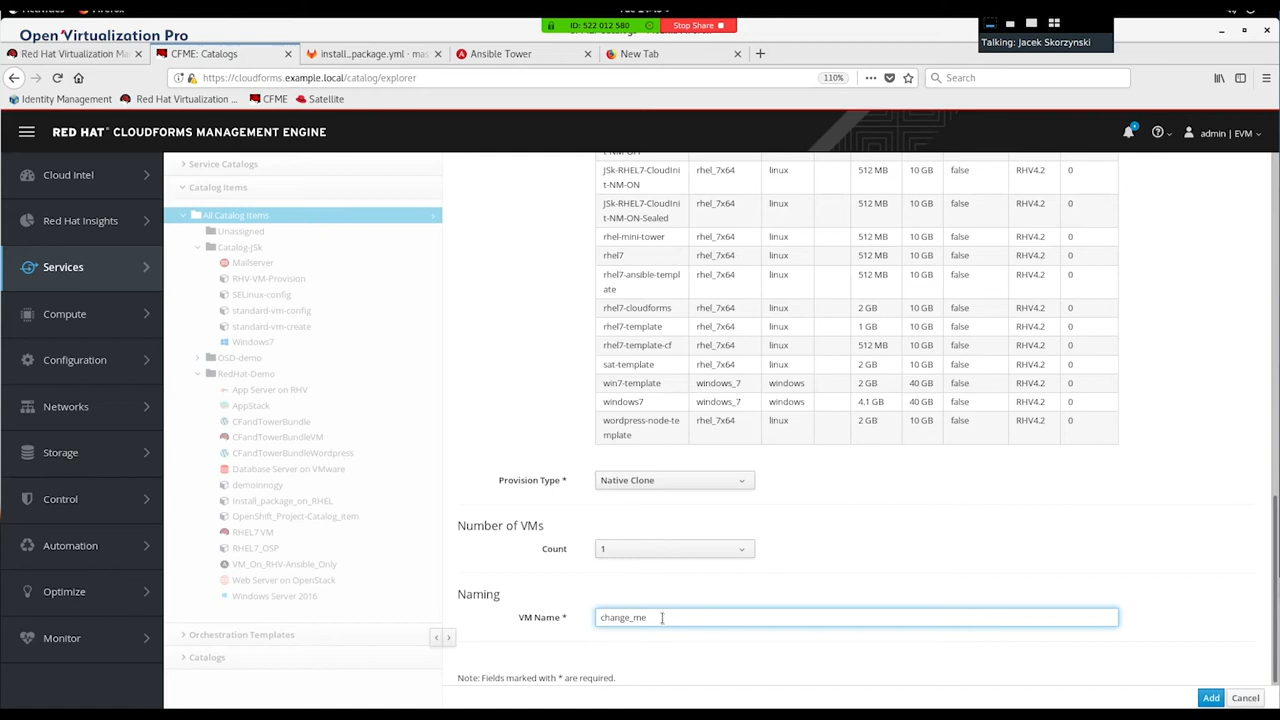 Open Virtualization Pro
ID: 522 012 580
Stop Share
Talking: Jacek Skorzynski
Red Hat Virtualization Ma
CFME: Catalogs
install_package.yml · mas
Ansible Tower
New Tab
https://cloudforms.example.local/catalog/explorer
110%
Search
Identity Management
Red Hat Virtualization ...
CFME
Satellite
RED HAT CLOUDFORMS MANAGEMENT ENGINE
admin | EVM
Cloud Intel
Red Hat Insights
Services
Compute
Configuration
Networks
Storage
Control
Automation
Optimize
Monitor
Service Catalogs
Catalog Items
All Catalog Items
Unassigned
Catalog-JSk
Mailserver
RHV-VM-Provision
SELinux-config
standard-vm-config
standard-vm-create
Windows7
OSD-demo
RedHat-Demo
App Server on RHV
AppStack
CFandTowerBundle
CFandTowerBundleVM
CFandTowerBundleWordpress
Database Server on VMware
demoinnogy
Install_package_on_RHEL
OpenShift_Project-Catalog_Item
RHEL7 VM
RHEL7_OSP
VM_On_RHV-Ansible_Only
Web Server on OpenStack
Windows Server 2016
Orchestration Templates
Catalogs
t-NM-ON
JSk-RHEL7-CloudIni
t-NM-ON rhel_7x64 linux 512 MB 10 GB false RHV4.2 0
JSk-RHEL7-CloudIni
t-NM-ON-Sealed rhel_7x64 linux 512 MB 10 GB false RHV4.2 0
rhel-mini-tower rhel_7x64 linux 512 MB 10 GB false RHV4.2 0
rhel7 rhel_7x64 linux 512 MB 10 GB false RHV4.2 0
rhel7-ansible-templ
ate rhel_7x64 linux 512 MB 10 GB false RHV4.2 0
rhel7-cloudforms rhel_7x64 linux 2 GB 10 GB false RHV4.2 0
rhel7-template rhel_7x64 linux 1 GB 10 GB false RHV4.2 0
rhel7-template-cf rhel_7x64 linux 512 MB 10 GB false RHV4.2 0
sat-template rhel_7x64 linux 2 GB 10 GB false RHV4.2 0
win7-template windows_7 windows 2 GB 40 GB false RHV4.2 0
windows7 windows_7 windows 4.1 GB 40 GB false RHV4.2 0
wordpress-node-te
mplate rhel_7x64 linux 2 GB 10 GB false RHV4.2 0
Provision Type * Native Clone
Number of VMs
Count 1
Naming
VM Name * change_me
Note: Fields marked with * are required.
Add Cancel